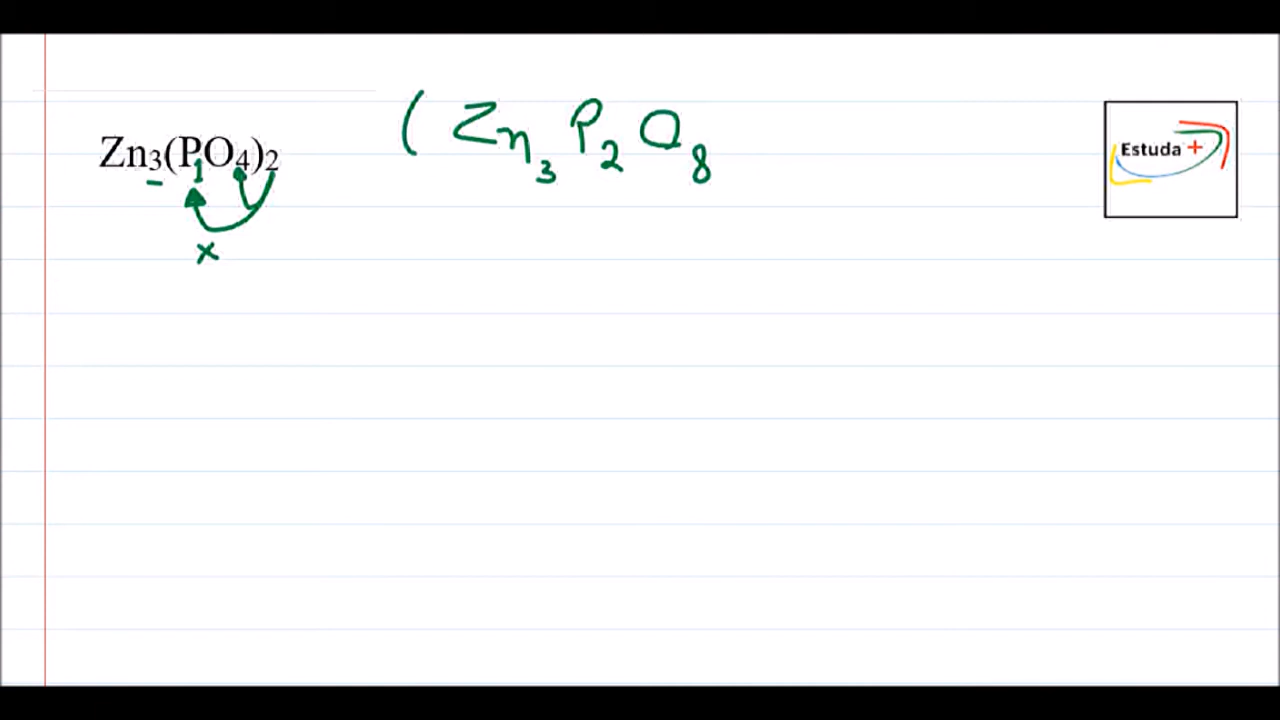 Zn₃(PO₄)₂ ( Zn₃ P₂ O₈
1
x
Estuda +